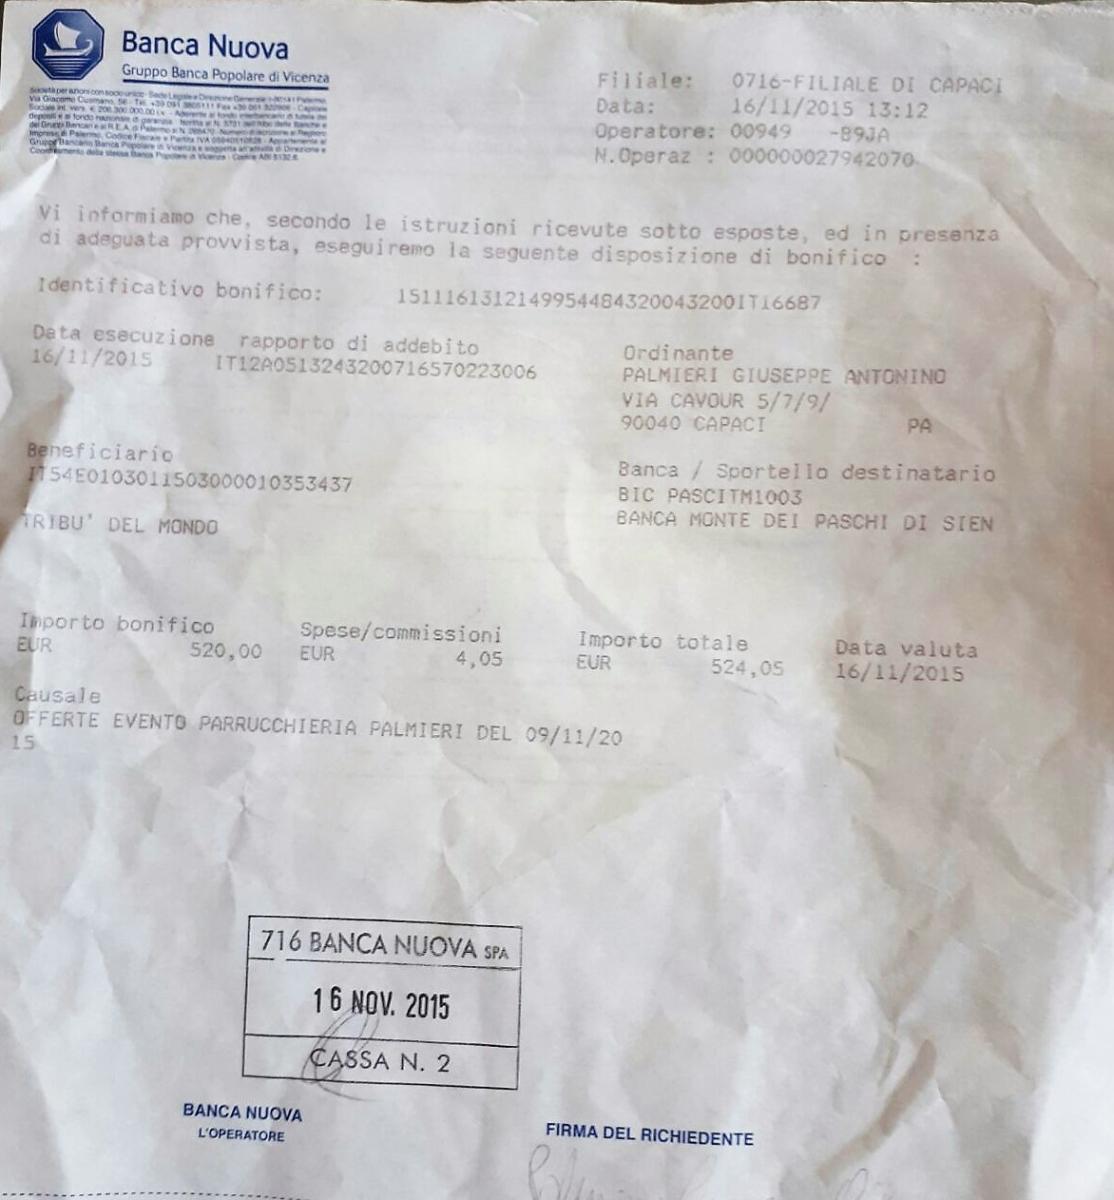 Banca Nuova
Gruppo Banca Popolare di Vicenza
Filiale: 0716-FILIALE DI CAPACI
Data: 16/11/2015 13:12
Operatore: 00949 -B9JA
N.Operaz : 000000027942070
Vi informiamo che, secondo le istruzioni ricevute sotto esposte, ed in presenza
di adeguata provvista, eseguiremo la seguente disposizione di bonifico :
Identificativo bonifico: 151116131214995448432004320OIT16687
Data esecuzione rapporto di addebito
16/11/2015 IT12A0513243200716570223006
Ordinante
PALMIERI GIUSEPPE ANTONINO
VIA CAVOUR 5/7/9/
90040 CAPACI PA
Beneficiario
IT54E0103011503000010353437
TRIBU' DEL MONDO
Banca / Sportello destinatario
BIC PASCITM1003
BANCA MONTE DEI PASCHI DI SIEN
Importo bonifico Spese/commissioni Importo totale Data valuta
EUR 520,00 EUR 4,05 EUR 524,05 16/11/2015
Causale
OFFERTE EVENTO PARRUCCHIERIA PALMIERI DEL 09/11/20
15
716 BANCA NUOVA SPA
16 NOV. 2015
CASSA N. 2
BANCA NUOVA
L'OPERATORE
FIRMA DEL RICHIEDENTE